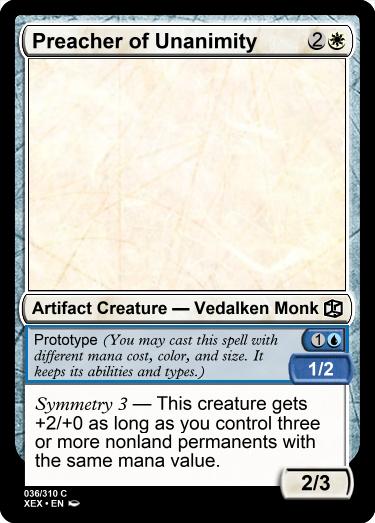 Preacher of Unanimity 2
Artifact Creature — Vedalken Monk
Prototype (You may cast this spell with 1
different mana cost, color, and size. It
keeps its abilities and types.) 1/2
Symmetry 3 — This creature gets
+2/+0 as long as you control three
or more nonland permanents with
the same mana value.
2/3
036/310 C
XEX • EN